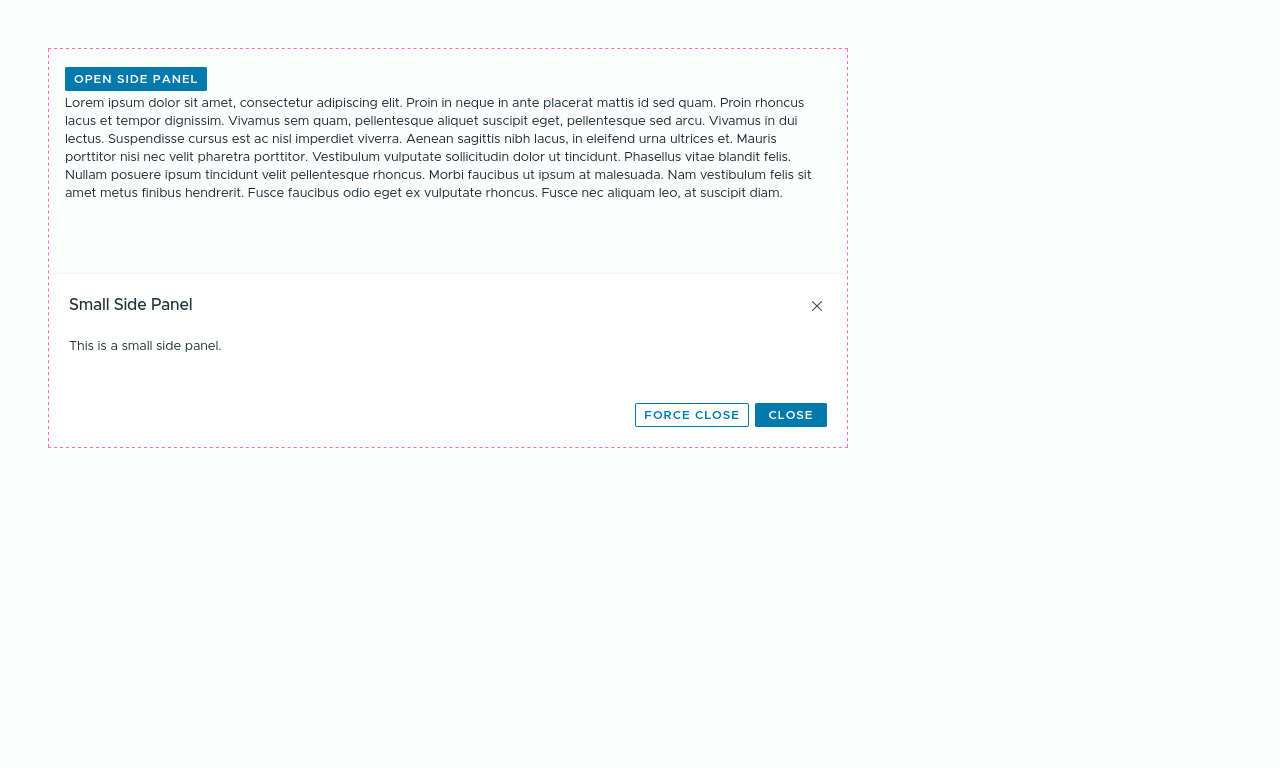 OPEN SIDE PANEL
Lorem ipsum dolor sit amet, consectetur adipiscing elit. Proin in neque in ante placerat mattis id sed quam. Proin rhoncus
lacus et tempor dignissim. Vivamus sem quam, pellentesque aliquet suscipit eget, pellentesque sed arcu. Vivamus in dui
lectus. Suspendisse cursus est ac nisl imperdiet viverra. Aenean sagittis nibh lacus, in eleifend urna ultrices et. Mauris
porttitor nisi nec velit pharetra porttitor. Vestibulum vulputate sollicitudin dolor ut tincidunt. Phasellus vitae blandit felis.
Nullam posuere ipsum tincidunt velit pellentesque rhoncus. Morbi faucibus ut ipsum at malesuada. Nam vestibulum felis sit
amet metus finibus hendrerit. Fusce faucibus odio eget ex vulputate rhoncus. Fusce nec aliquam leo, at suscipit diam.
Small Side Panel
This is a small side panel.
FORCE CLOSE CLOSE